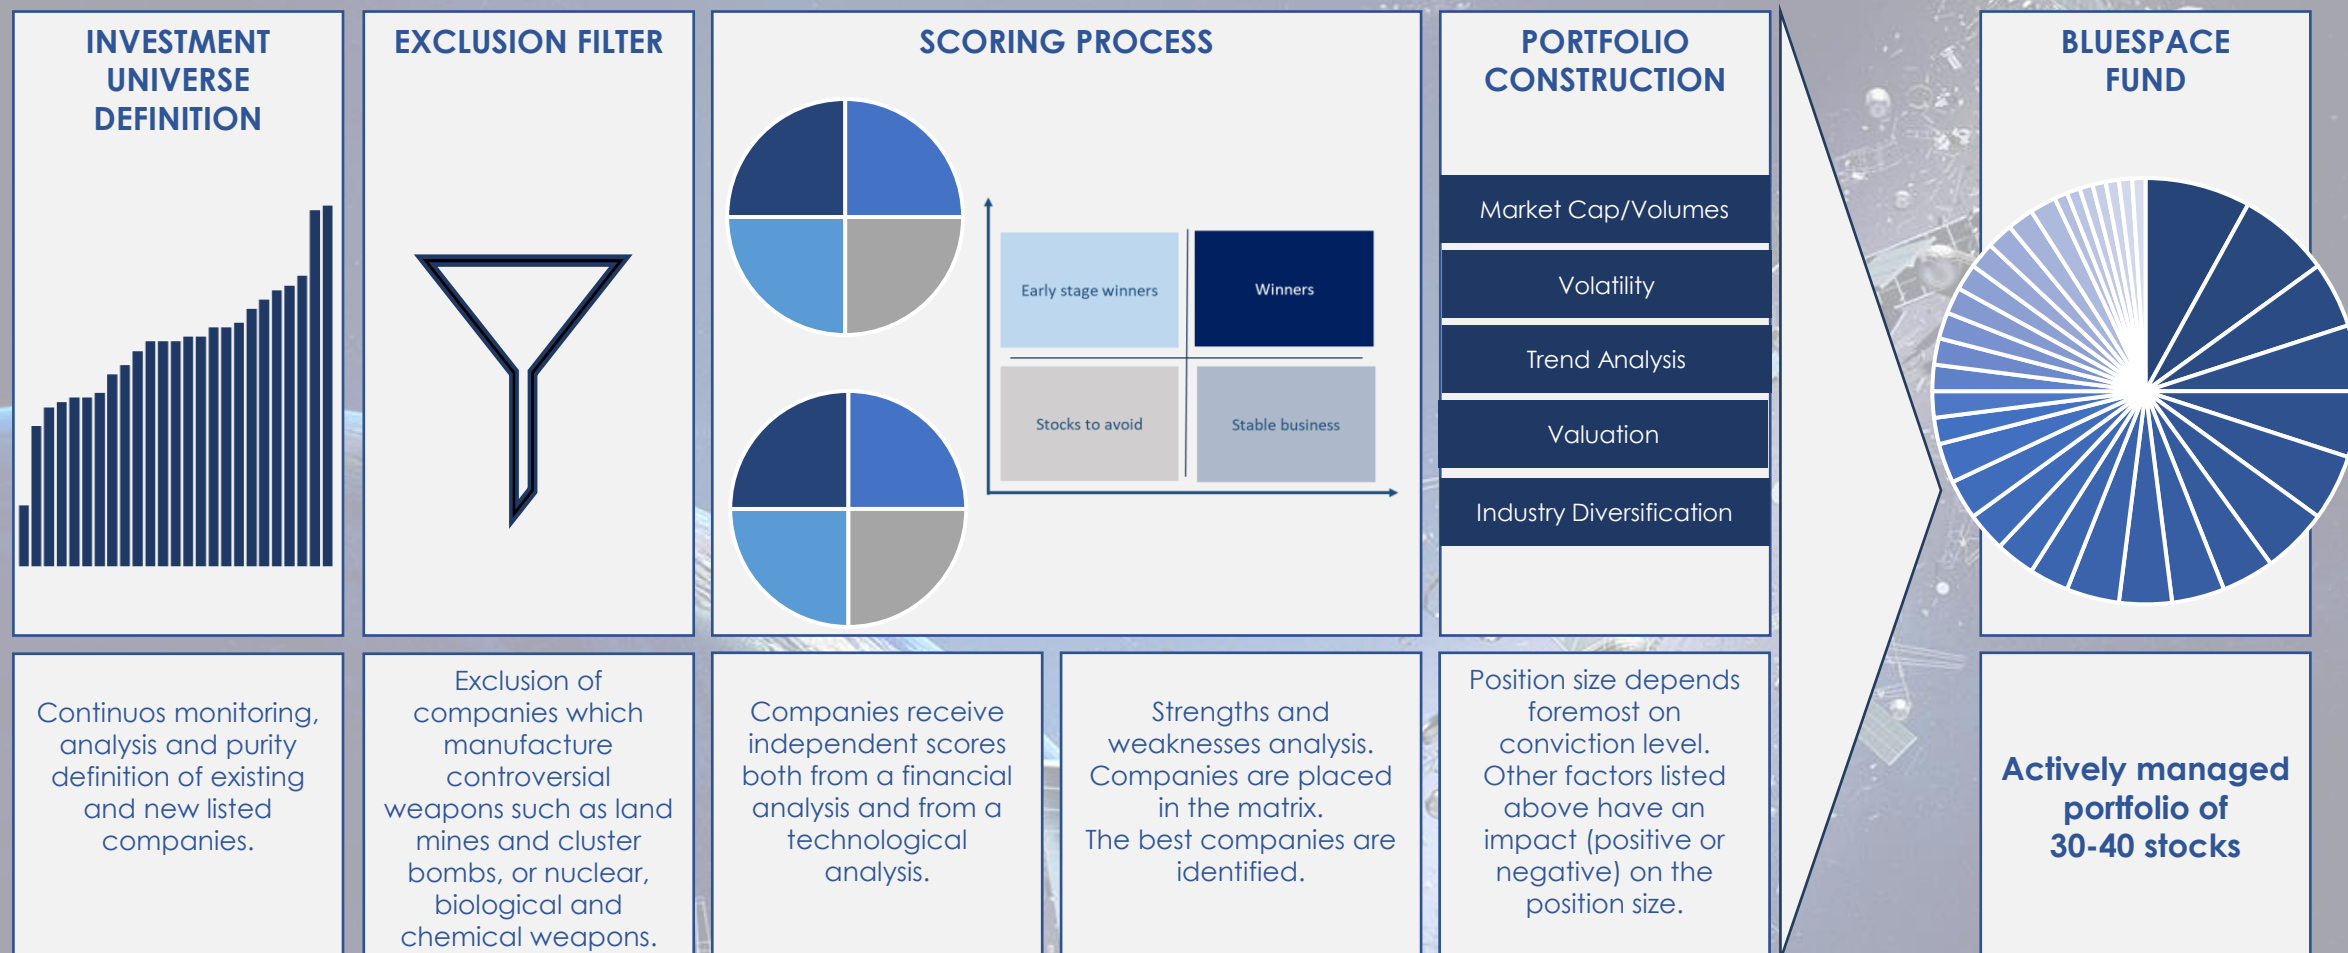 INVESTMENT
UNIVERSE
DEFINITION
EXCLUSION FILTER
SCORING PROCESS
Early stage winners
Winners
Stocks to avoid
Stable business
PORTFOLIO
CONSTRUCTION
Market Cap/Volumes
Volatility
Trend Analysis
Valuation
Industry Diversification
BLUESPACE
FUND
Continuos monitoring,
analysis and purity
definition of existing
and new listed
companies.
Exclusion of
companies which
manufacture
controversial
weapons such as land
mines and cluster
bombs, or nuclear,
biological and
chemical weapons.
Companies receive
independent scores
both from a financial
analysis and from a
technological
analysis.
Strengths and
weaknesses analysis.
Companies are placed
in the matrix.
The best companies are
identified.
Position size depends
foremost on
conviction level.
Other factors listed
above have an
impact (positive or
negative) on the
position size.
Actively managed
portfolio of
30-40 stocks